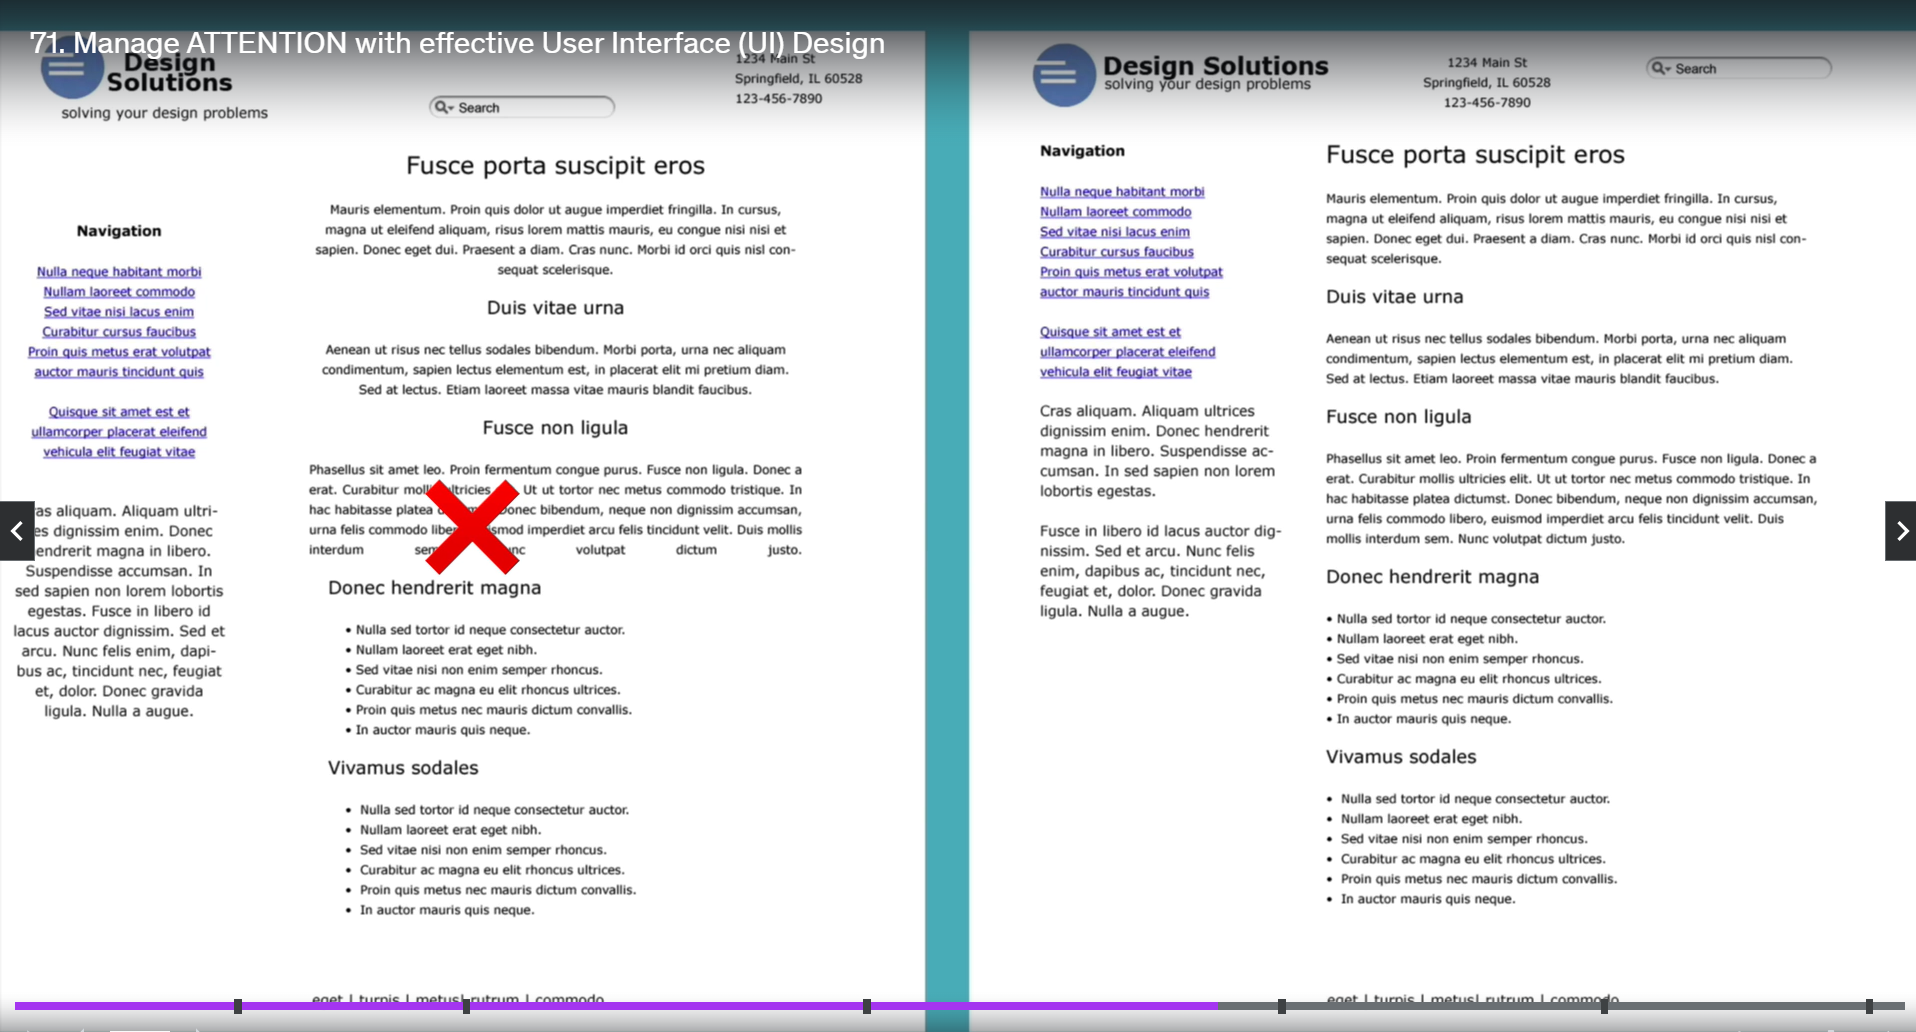 71. Manage ATTENTION with effective User Interface (UI) Design
Design
Solutions
solving your design problems
Search
1234 Main St
Springfield, IL 60528
123-456-7890
Navigation
Nulla neque habitant morbi
Nullam laoreet commodo
Sed vitae nisi lacus enim
Curabitur cursus faucibus
Proin quis metus erat volutpat
auctor mauris tincidunt quis
Quisque sit amet est et
ullamcorper placerat eleifend
vehicula elit feugiat vitae
aliquam. Aliquam ultri-
dignissim enim. Donec
endrerit magna in libero.
Suspendisse accumsan. In
sed sapien non lorem lobortis
egestas. Fusce in libero id
lacus auctor dignissim. Sed et
arcu. Nunc felis enim, dapi-
bus ac, tincidunt nec, feugiat
et, dolor. Donec gravida
ligula. Nulla a augue.
Fusce porta suscipit eros
Mauris elementum. Proin quis dolor ut augue imperdiet fringilla. In cursus,
magna ut eleifend aliquam, risus lorem mattis mauris, eu congue nisi nisi et
sapien. Donec eget dui. Praesent a diam. Cras nunc. Morbi id orci quis nisl con-
sequat scelerisque.
Duis vitae urna
Aenean ut risus nec tellus sodales bibendum. Morbi porta, urna nec aliquam
condimentum, sapien lectus elementum est, in placerat elit mi pretium diam.
Sed at lectus. Etiam laoreet massa vitae mauris blandit faucibus.
Fusce non ligula
Phasellus sit amet leo. Proin fermentum congue purus. Fusce non ligula. Donec a
erat. Curabitur Ut ut tortor nec metus commodo tristique. In
hac habitasse platea Donec bibendum, neque non dignissim accumsan,
urna felis commodo imperdiet arcu felis tincidunt velit. Duis mollis
interdum volutpat dictum justo.
Donec hendrerit magna
• Nulla sed tortor id neque consectetur auctor.
• Nullam laoreet erat eget nibh.
• Sed vitae nisi non enim semper rhoncus.
• Curabitur ac magna eu elit rhoncus ultrices.
• Proin quis metus nec mauris dictum convallis.
• In auctor mauris quis neque.
Vivamus sodales
• Nulla sed tortor id neque consectetur auctor.
• Nullam laoreet erat eget nibh.
• Sed vitae nisi non enim semper rhoncus.
• Curabitur ac magna eu elit rhoncus ultrices.
• Proin quis metus nec mauris dictum convallis.
• In auctor mauris quis neque.
eget | turpis | metus| rutrum | commodo
Design Solutions
solving your design problems
1234 Main St
Springfield, IL 60528
123-456-7890
Search
Navigation
Nulla neque habitant morbi
Nullam laoreet commodo
Sed vitae nisi lacus enim
Curabitur cursus faucibus
Proin quis metus erat volutpat
auctor mauris tincidunt quis
Quisque sit amet est et
ullamcorper placerat eleifend
vehicula elit feugiat vitae
Cras aliquam. Aliquam ultrices
dignissim enim. Donec hendrerit
magna in libero. Suspendisse ac-
cumsan. In sed sapien non lorem
lobortis egestas.
Fusce in libero id lacus auctor dig-
nissim. Sed et arcu. Nunc felis
enim, dapibus ac, tincidunt nec,
feugiat et, dolor. Donec gravida
ligula. Nulla a augue.
Fusce porta suscipit eros
Mauris elementum. Proin quis dolor ut augue imperdiet fringilla. In cursus,
magna ut eleifend aliquam, risus lorem mattis mauris, eu congue nisi nisi et
sapien. Donec eget dui. Praesent a diam. Cras nunc. Morbi id orci quis nisl con-
sequat scelerisque.
Duis vitae urna
Aenean ut risus nec tellus sodales bibendum. Morbi porta, urna nec aliquam
condimentum, sapien lectus elementum est, in placerat elit mi pretium diam.
Sed at lectus. Etiam laoreet massa vitae mauris blandit faucibus.
Fusce non ligula
Phasellus sit amet leo. Proin fermentum congue purus. Fusce non ligula. Donec a
erat. Curabitur mollis ultricies elit. Ut ut tortor nec metus commodo tristique. In
hac habitasse platea dictumst. Donec bibendum, neque non dignissim accumsan,
urna felis commodo libero, euismod imperdiet arcu felis tincidunt velit. Duis
mollis interdum sem. Nunc volutpat dictum justo.
Donec hendrerit magna
• Nulla sed tortor id neque consectetur auctor.
• Nullam laoreet erat eget nibh.
• Sed vitae nisi non enim semper rhoncus.
• Curabitur ac magna eu elit rhoncus ultrices.
• Proin quis metus nec mauris dictum convallis.
• In auctor mauris quis neque.
Vivamus sodales
• Nulla sed tortor id neque consectetur auctor.
• Nullam laoreet erat eget nibh.
• Sed vitae nisi non enim semper rhoncus.
• Curabitur ac magna eu elit rhoncus ultrices.
• Proin quis metus nec mauris dictum convallis.
• In auctor mauris quis neque.
eget | turpis | metus| rutrum | commodo